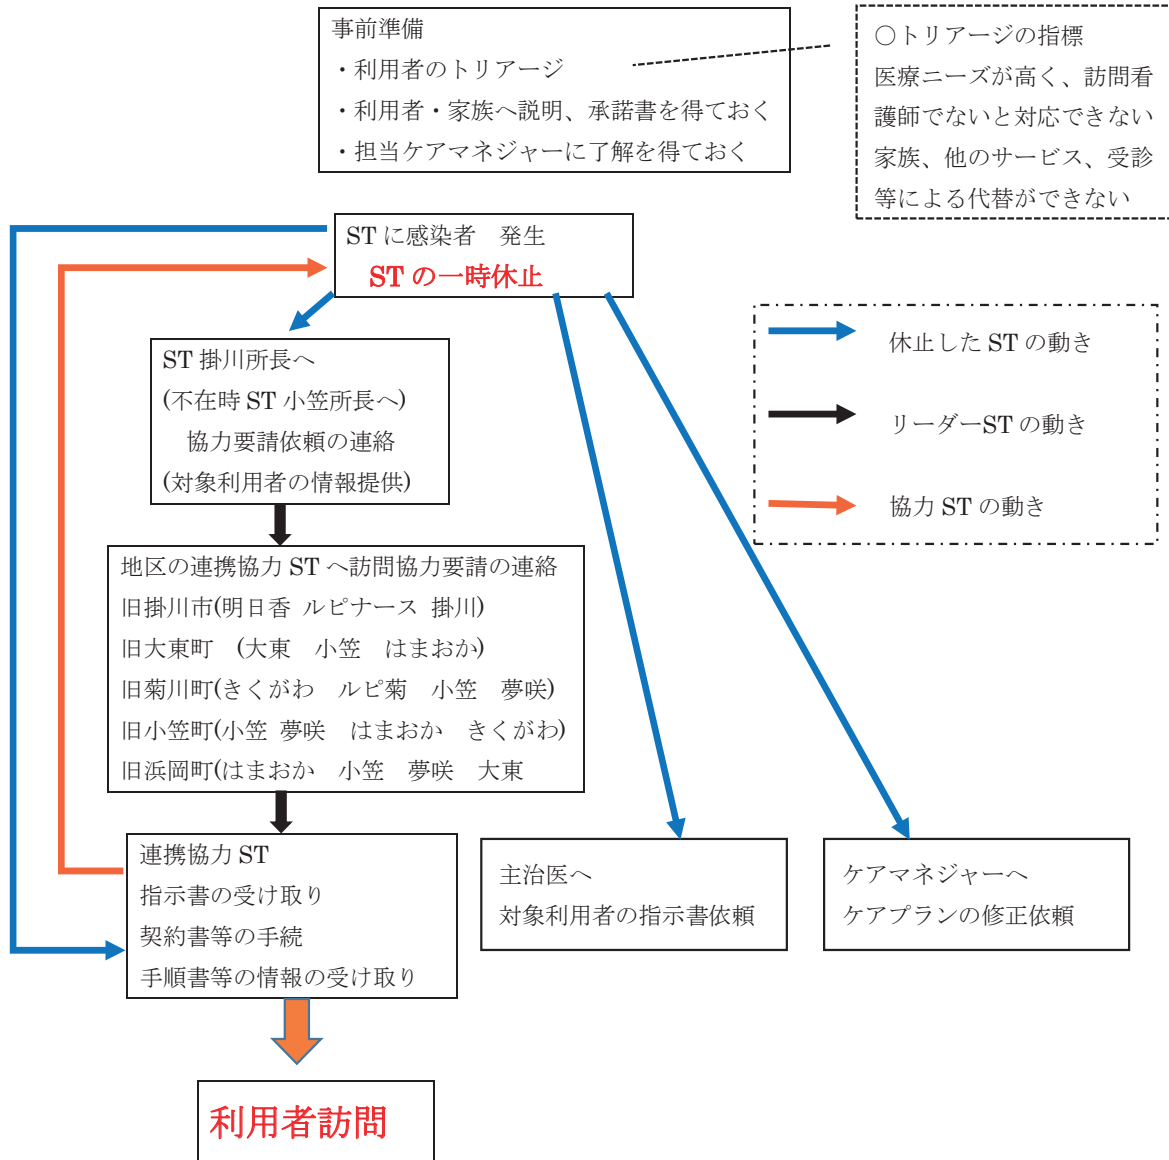 事前準備
・利用者のトリアージ
・利用者・家族へ説明、承諾書を得ておく
・担当ケアマネジャーに了解を得ておく
○トリアージの指標
医療ニーズが高く、訪問看
護師でないと対応できない
家族、他のサービス、受診
等による代替ができない
ST に感染者　発生
ST の一時休止
ST 掛川所長へ
(不在時 ST 小笠所長へ)
協力要請依頼の連絡
(対象利用者の情報提供)
休止した ST の動き
リーダーST の動き
協力 ST の動き
地区の連携協力 ST へ訪問協力要請の連絡
旧掛川市(明日香 ルピナース 掛川)
旧大東町　(大東　小笠　はまおか)
旧菊川町(きくがわ　ルピ菊　小笠　夢咲)
旧小笠町(小笠 夢咲　はまおか　きくがわ)
旧浜岡町(はまおか　小笠　夢咲　大東
連携協力 ST
指示書の受け取り
契約書等の手続
手順書等の情報の受け取り
主治医へ
対象利用者の指示書依頼
ケアマネジャーへ
ケアプランの修正依頼
利用者訪問